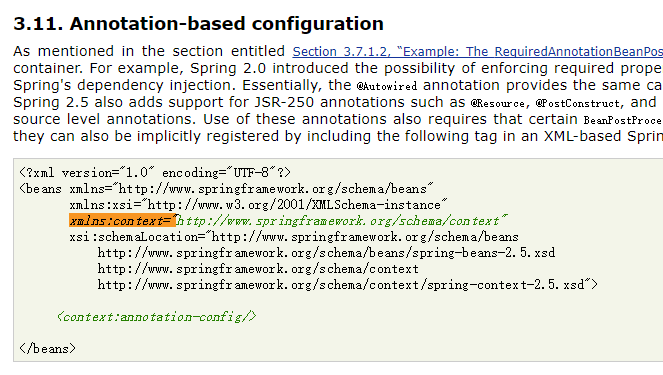 3.11. Annotation-based configuration
As mentioned in the section entitled Section 3.7.1.2, “Example: The RequiredAnnotationBeanPos
container. For example, Spring 2.0 introduced the possibility of enforcing required prope
Spring's dependency injection. Essentially, the @Autowired annotation provides the same ca
Spring 2.5 also adds support for JSR-250 annotations such as @Resource, @PostConstruct, and
source level annotations. Use of these annotations also requires that certain BeanPostProce
they can also be implicitly registered by including the following tag in an XML-based Sprin
<?xml version="1.0" encoding="UTF-8"?>
<beans xmlns="http://www.springframework.org/schema/beans"
xmlns:xsi="http://www.w3.org/2001/XMLSchema-instance"
xmlns:context="http://www.springframework.org/schema/context"
xsi:schemaLocation="http://www.springframework.org/schema/beans
http://www.springframework.org/schema/beans/spring-beans-2.5.xsd
http://www.springframework.org/schema/context
http://www.springframework.org/schema/context/spring-context-2.5.xsd">
<context:annotation-config/>
</beans>